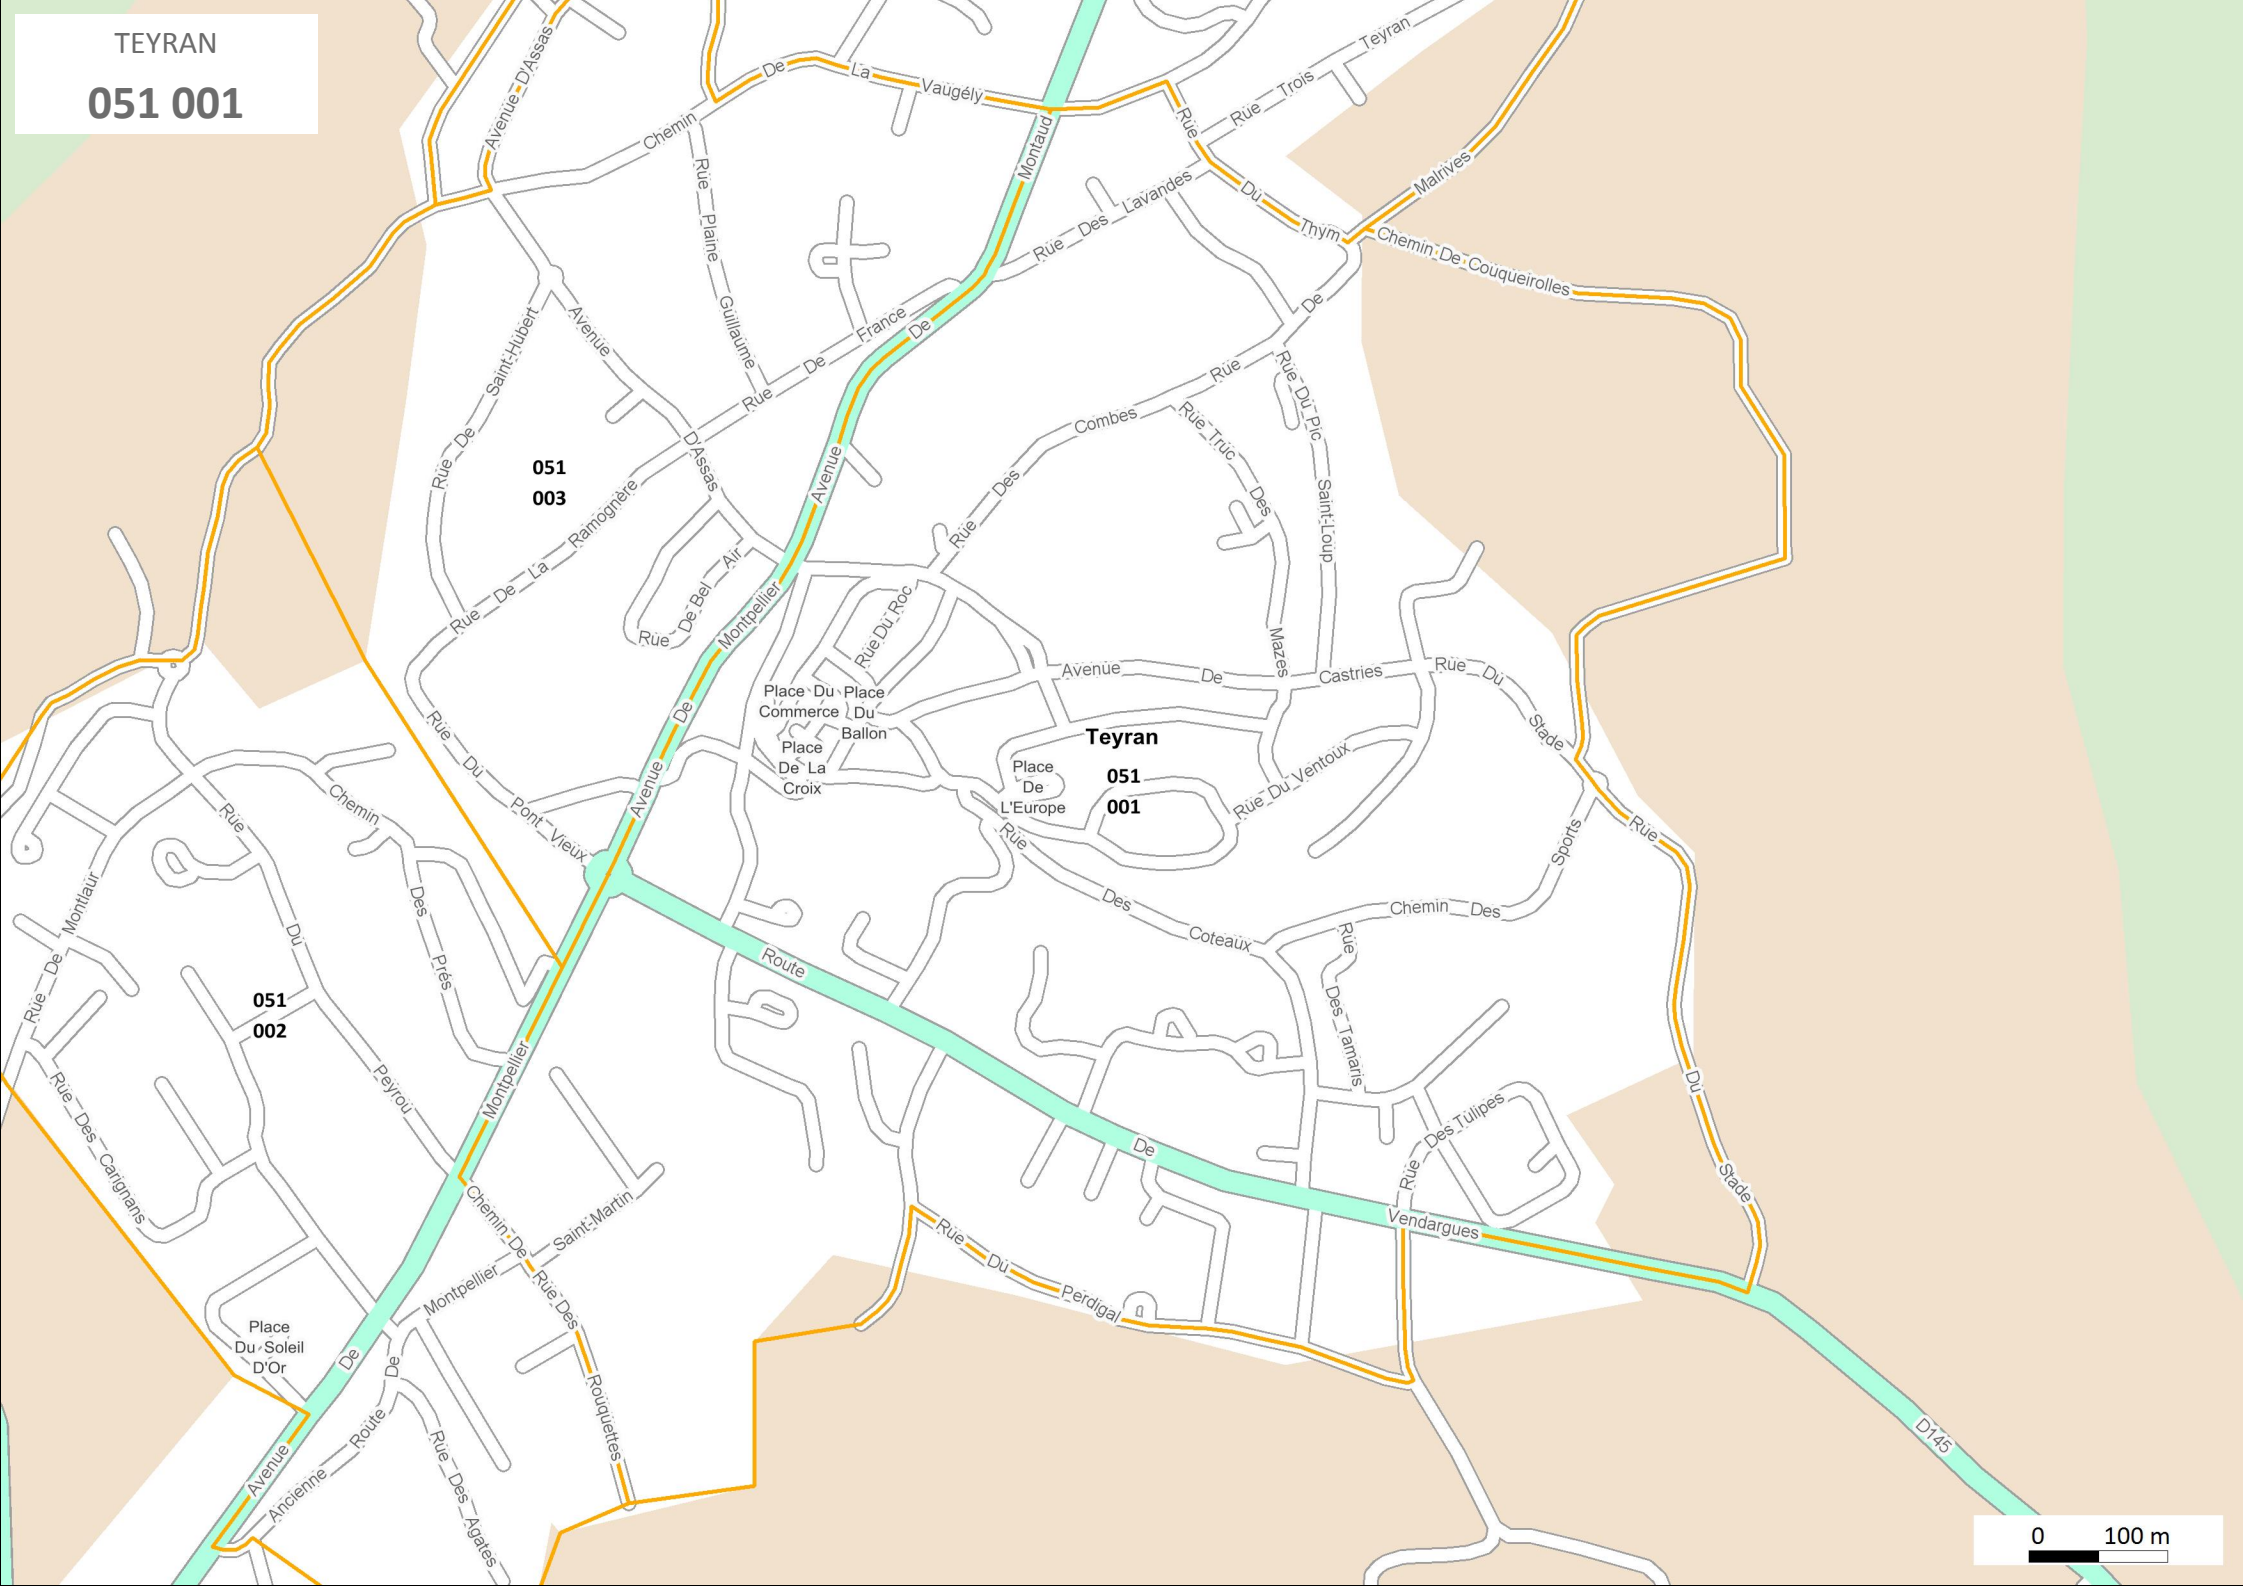 TEYRAN
051 001
Avenue D'Assas
Chemin De La Vaugély
Rue Trois Teyran
Montaud
Rue Du Thym
Malrives
Chemin De Couqueirolles
Rue Plaine Guillaume
Rue Des Lavandes
Avenue D'Assas
Rue De Saint-Hubert
Rue De France
Avenue De
Rue Des Combes
Rue De
Rue Du Pic Saint-Loup
Rue Truc Des Mazes
051
003
Rue De La Ramognère
Rue De Bel Air
Avenue De Montpellier
Rue Du Roc
Avenue De Castries
Rue Du Stade
Place Du Commerce
Place Du Ballon
Place De La Croix
Teyran
051
001
Place De L'Europe
Rue Du Ventoux
Rue Du Pont Vieux
Chemin Des Prés
Rue Du Peyrou
Rue De Montlaur
Rue Des Coteaux
Chemin Des Sports
Rue Du Stade
Route De Vendargues
Rue Des Tamaris
Rue Des Tulipes
051
002
Rue Des Carignans
Montpellier
Chemin De
Rue Des Rouquettes
Saint-Martin
Ancienne Route De Montpellier
Rue Du Perdigal
Place Du Soleil D'Or
Avenue De
Rue Des Agates
D145
0 100 m